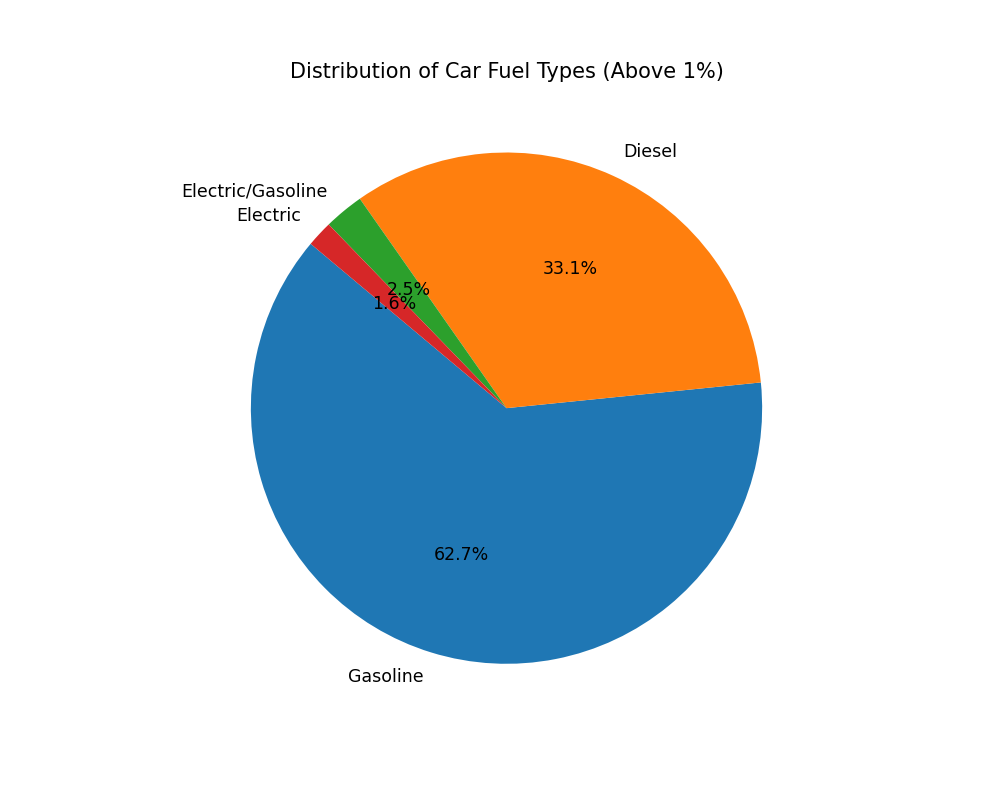 Distribution of Car Fuel Types (Above 1%)
Diesel
Electric/Gasoline
Electric
33.1%
2.5%
1.6%
62.7%
Gasoline